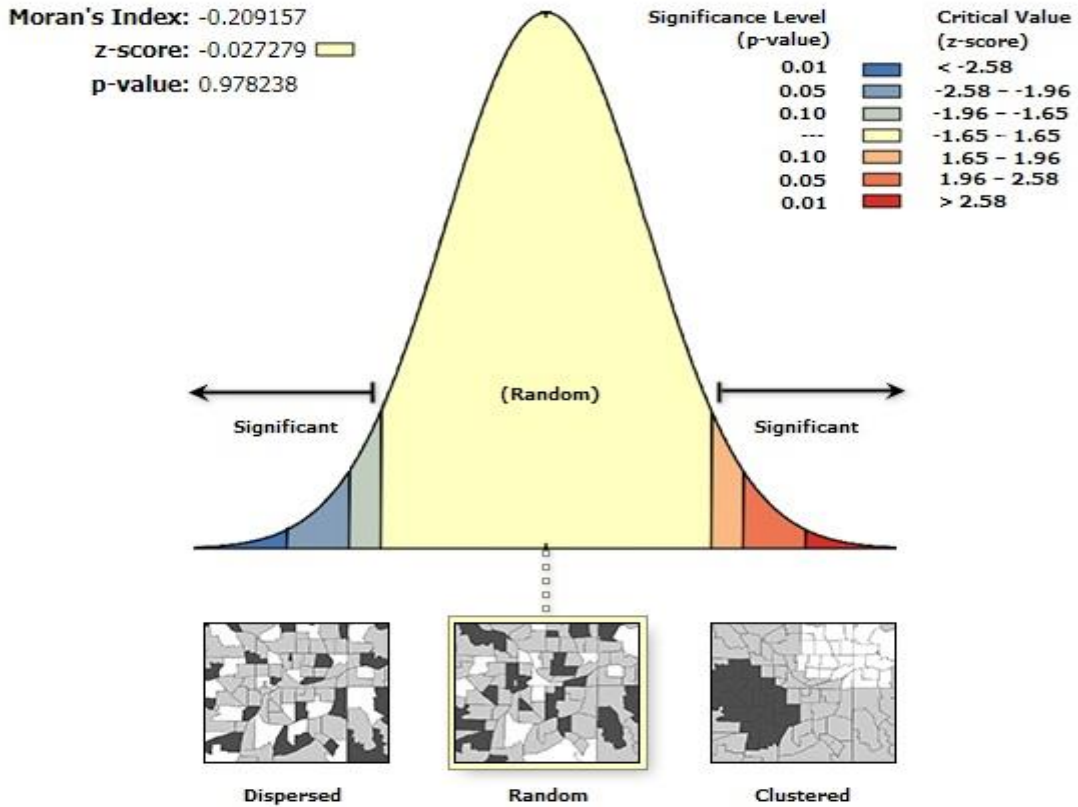 Moran's Index: -0.209157
z-score: -0.027279
p-value: 0.978238
Significance Level
(p-value)
Critical Value
(z-score)
0.01 < -2.58
0.05 -2.58 – -1.96
0.10 -1.96 – -1.65
--- -1.65 - 1.65
0.10 1.65 – 1.96
0.05 1.96 – 2.58
0.01 > 2.58
(Random)
Significant
Significant
Dispersed
Random
Clustered